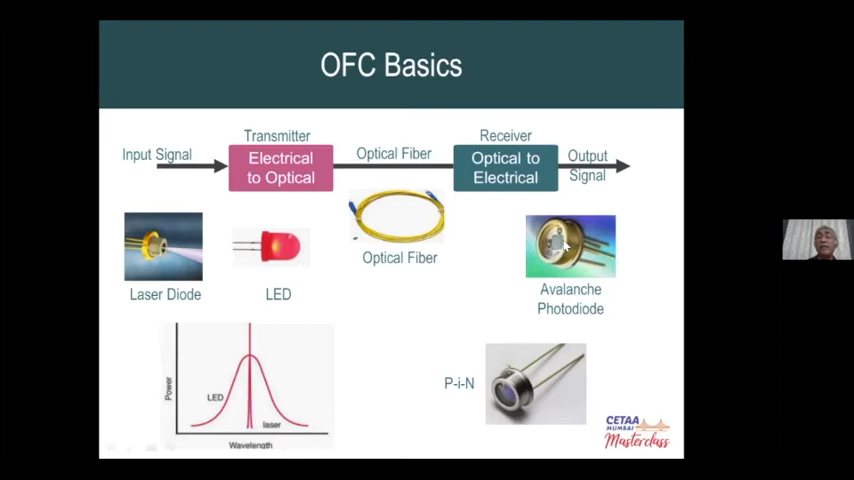 OFC Basics
Transmitter
Receiver
Input Signal
Electrical
to Optical
Optical Fiber
Optical to
Electrical
Output
Signal
Laser Diode
LED
Optical Fiber
Avalanche
Photodiode
Power
LED
laser
Wavelength
P-i-N
CETAA
MUMBAI
Masterclass